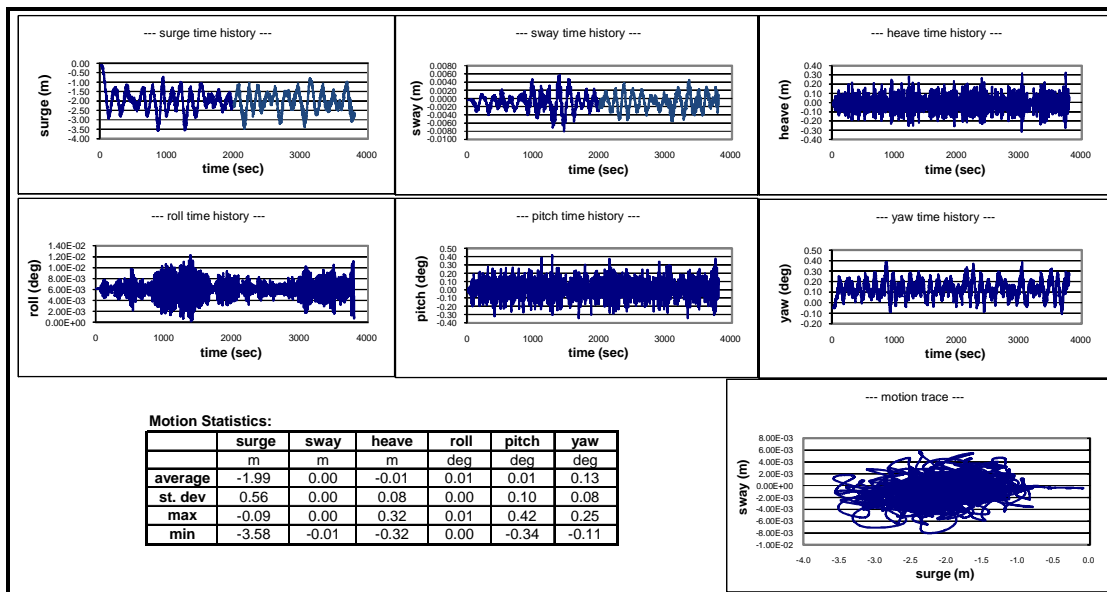 --- surge time history ---
surge (m)
0.00
-0.50
-1.00
-1.50
-2.00
-2.50
-3.00
-3.50
-4.00
0 1000 2000 3000 4000
time (sec)
--- sway time history ---
sway (m)
0.0080
0.0060
0.0040
0.0020
0.0000
-0.0020
-0.0040
-0.0060
-0.0080
-0.0100
0 1000 2000 3000 4000
time (sec)
--- heave time history ---
heave (m)
0.40
0.30
0.20
0.10
0.00
-0.10
-0.20
-0.30
-0.40
0 1000 2000 3000 4000
time (sec)
--- roll time history ---
roll (deg)
1.40E-02
1.20E-02
1.00E-02
8.00E-03
6.00E-03
4.00E-03
2.00E-03
0.00E+00
0 1000 2000 3000 4000
time (sec)
--- pitch time history ---
pitch (deg)
0.50
0.40
0.30
0.20
0.10
0.00
-0.10
-0.20
-0.30
-0.40
0 1000 2000 3000 4000
time (sec)
--- yaw time history ---
yaw (deg)
0.50
0.40
0.30
0.20
0.10
0.00
-0.10
-0.20
0 1000 2000 3000 4000
time (sec)
Motion Statistics:
surge sway heave roll pitch yaw
m m m deg deg deg
average -1.99 0.00 -0.01 0.01 0.01 0.13
st. dev 0.56 0.00 0.08 0.00 0.10 0.08
max -0.09 0.00 0.32 0.01 0.42 0.25
min -3.58 -0.01 -0.32 0.00 -0.34 -0.11
--- motion trace ---
sway (m)
8.00E-03
6.00E-03
4.00E-03
2.00E-03
0.00E+00
-2.00E-03
-4.00E-03
-6.00E-03
-8.00E-03
-1.00E-02
-4.0 -3.5 -3.0 -2.5 -2.0 -1.5 -1.0 -0.5 0.0
surge (m)